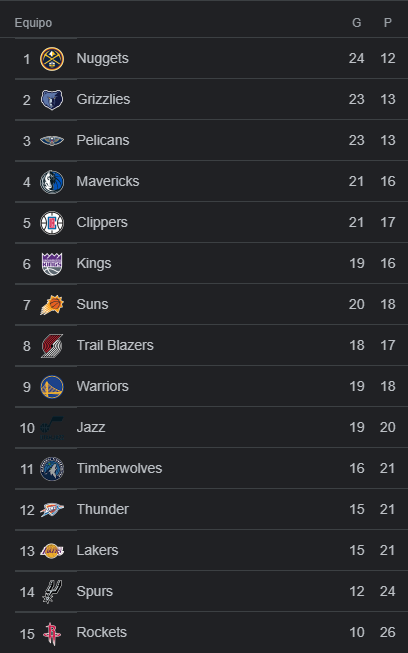 Equipo G P
1 Nuggets 24 12
2 Grizzlies 23 13
3 Pelicans 23 13
4 Mavericks 21 16
5 Clippers 21 17
6 Kings 19 16
7 Suns 20 18
8 Trail Blazers 18 17
9 Warriors 19 18
10 Jazz 19 20
11 Timberwolves 16 21
12 Thunder 15 21
13 Lakers 15 21
14 Spurs 12 24
15 Rockets 10 26